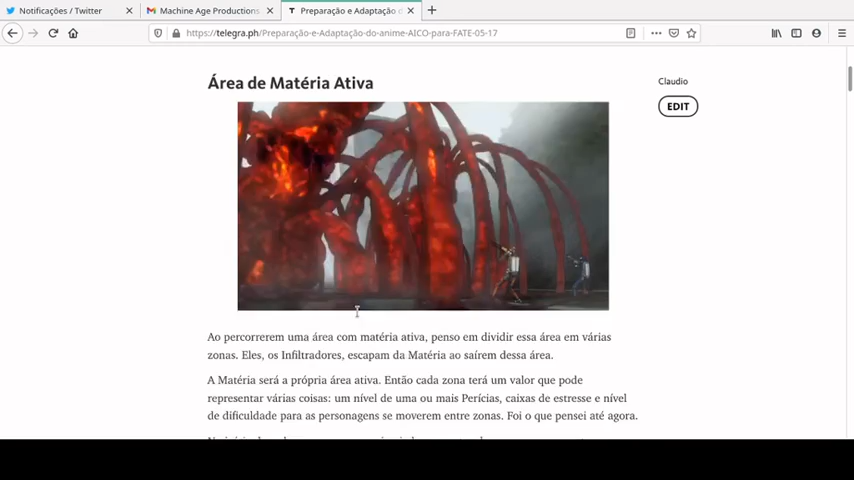 Notificações / Twitter
Machine Age Productions
Preparação e Adaptação d
https://telegra.ph/Preparação-e-Adaptação-do-anime-AICO-para-FATE-05-17
Área de Matéria Ativa
Claudio
EDIT
Ao percorrerem uma área com matéria ativa, penso em dividir essa área em várias
zonas. Eles, os Infiltradores, escapam da Matéria ao saírem dessa área.
A Matéria será a própria área ativa. Então cada zona terá um valor que pode
representar várias coisas: um nível de uma ou mais Perícias, caixas de estresse e nível
de dificuldade para as personagens se moverem entre zonas. Foi o que pensei até agora.